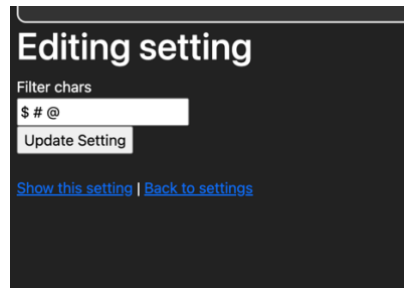 Editing setting
Filter chars
$ # @
Update Setting
Show this setting | Back to settings